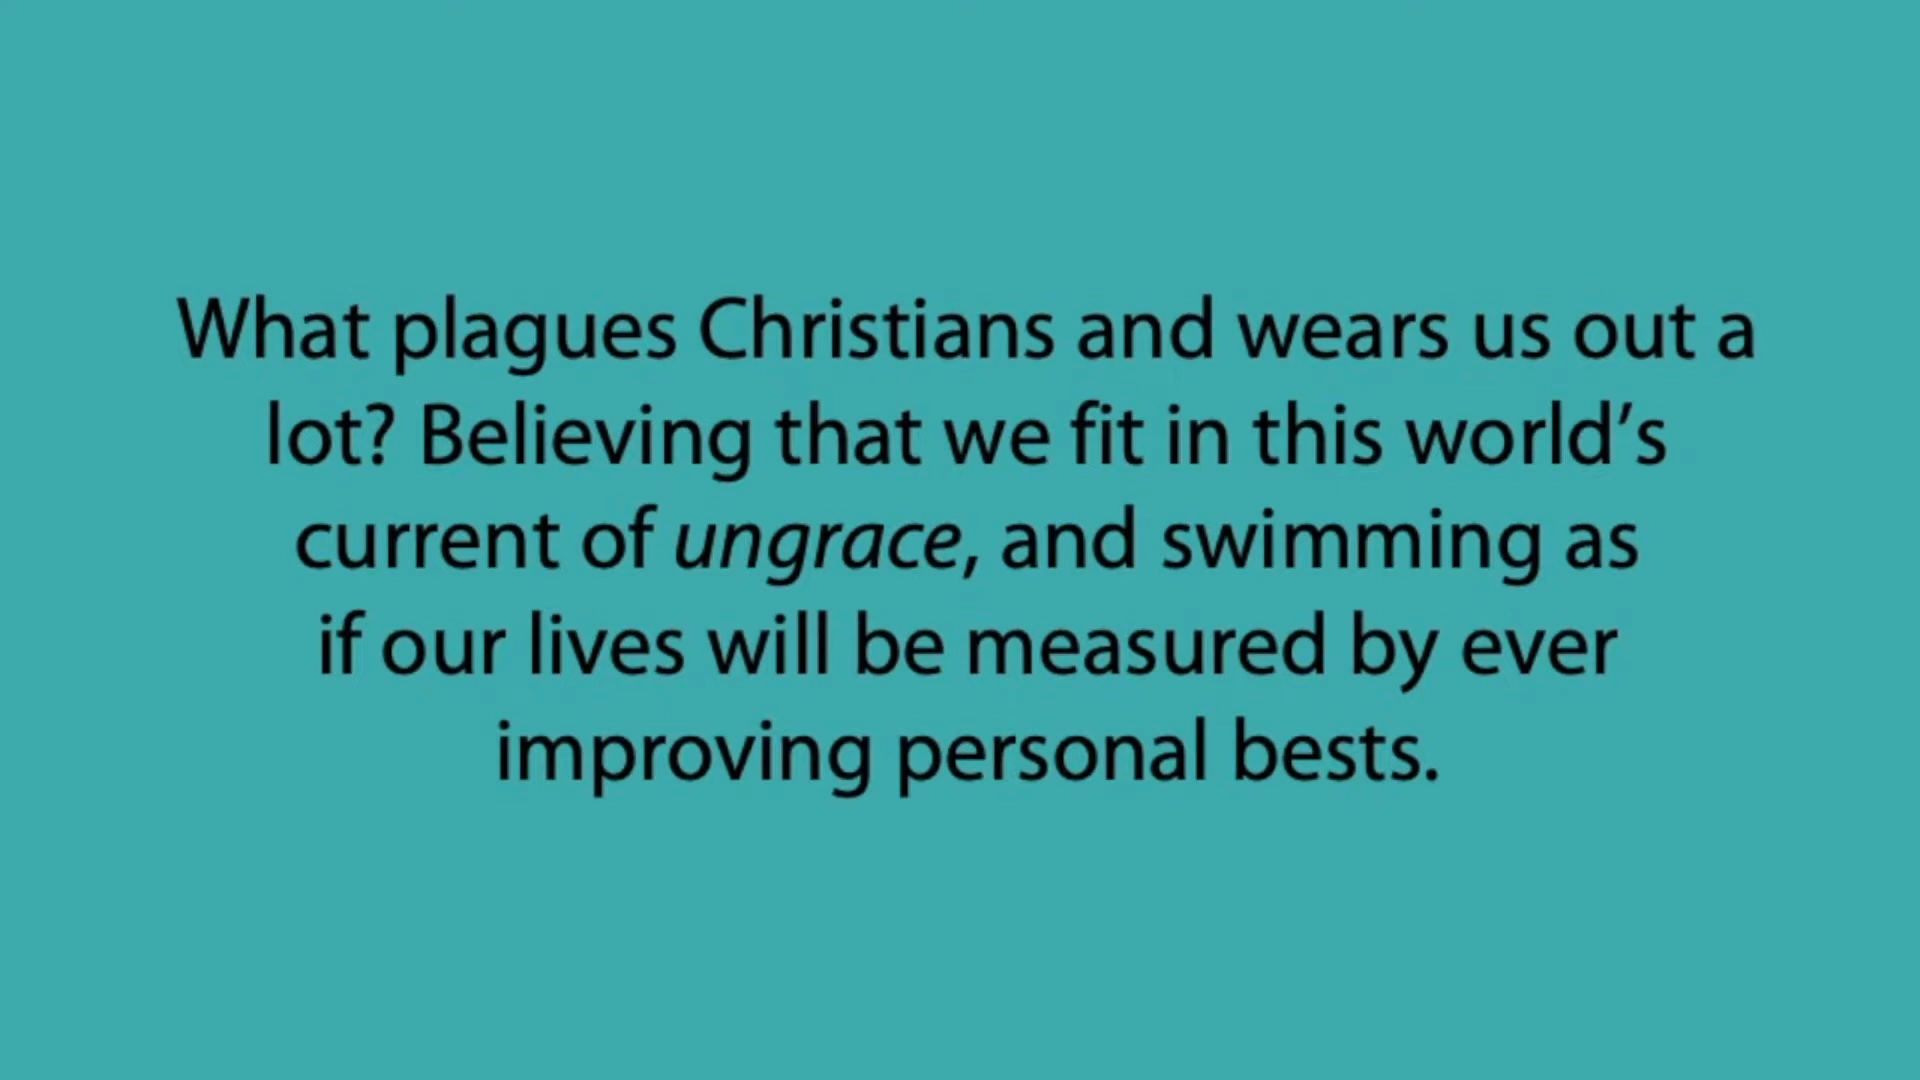 What plagues Christians and wears us out a
lot? Believing that we fit in this world’s
current of ungrace, and swimming as
if our lives will be measured by ever
improving personal bests.